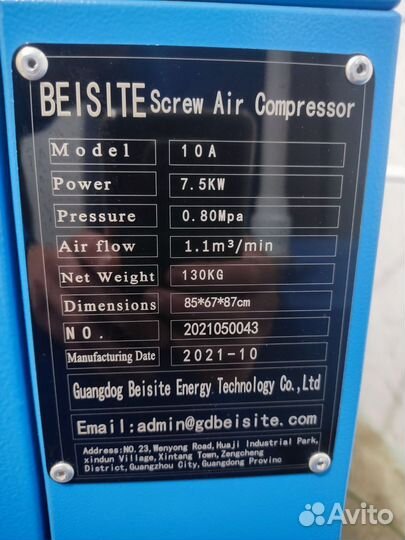 BEISITE Screw Air Compressor
Model 10A
Power 7.5KW
Pressure 0.80Mpa
Air flow 1.1m³/min
Net Weight 130KG
Dimensions 85*67*87cm
NO. 2021050043
Manufacturing Date 2021-10
Guangdog Beisite Energy Technology Co.,Ltd
Email:admin@gdbeisite.com
Address:NO.23,Wenyong Road,Huaji Industrial Park,
xindun Village,Xintang Town,Zengcheng
District,Guangzhou City,Guangdong Provinc
Avito